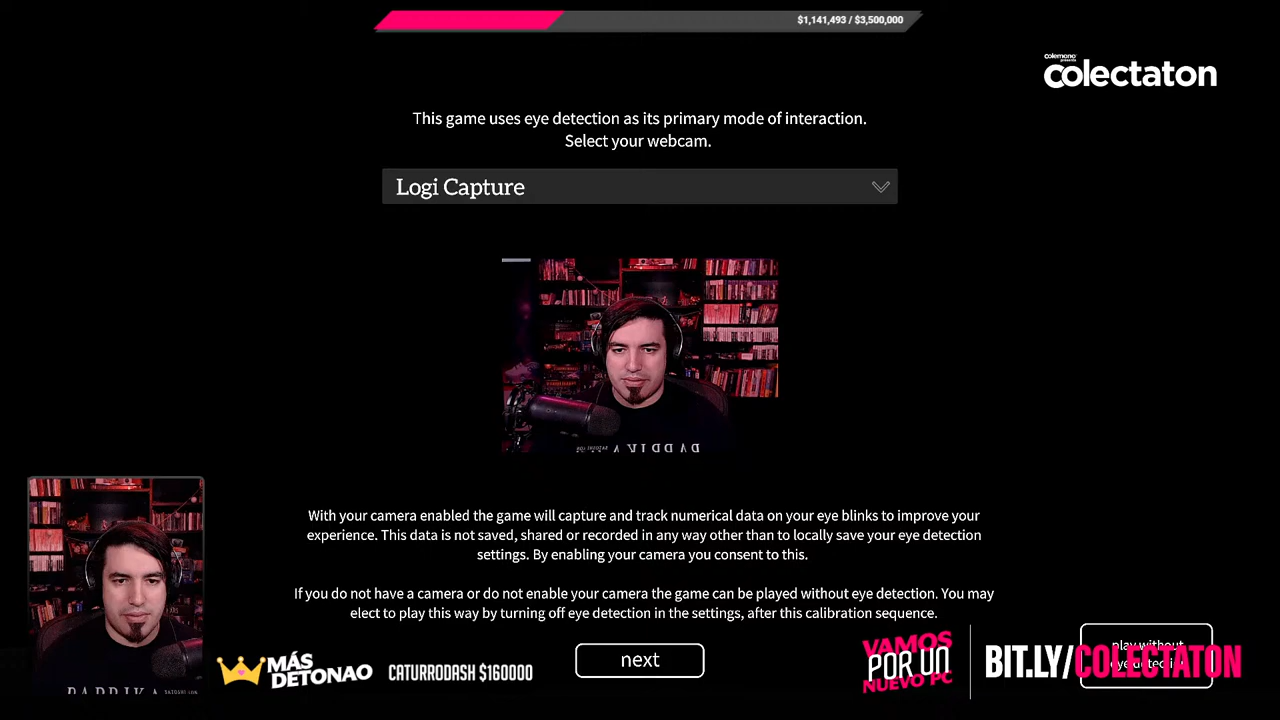 $1,141,493 / $3,500,000
colemono
presents
colectaton
This game uses eye detection as its primary mode of interaction.
Select your webcam.
Logi Capture
With your camera enabled the game will capture and track numerical data on your eye blinks to improve your
experience. This data is not saved, shared or recorded in any way other than to locally save your eye detection
settings. By enabling your camera you consent to this.
If you do not have a camera or do not enable your camera the game can be played without eye detection. You may
elect to play this way by turning off eye detection in the settings, after this calibration sequence.
next
play without
MÁS
DETONAO
CATURRODASH $160000
VAMOS
POR UN
NUEVO PC
BIT.LY/COLECTATON
PAPRIKA